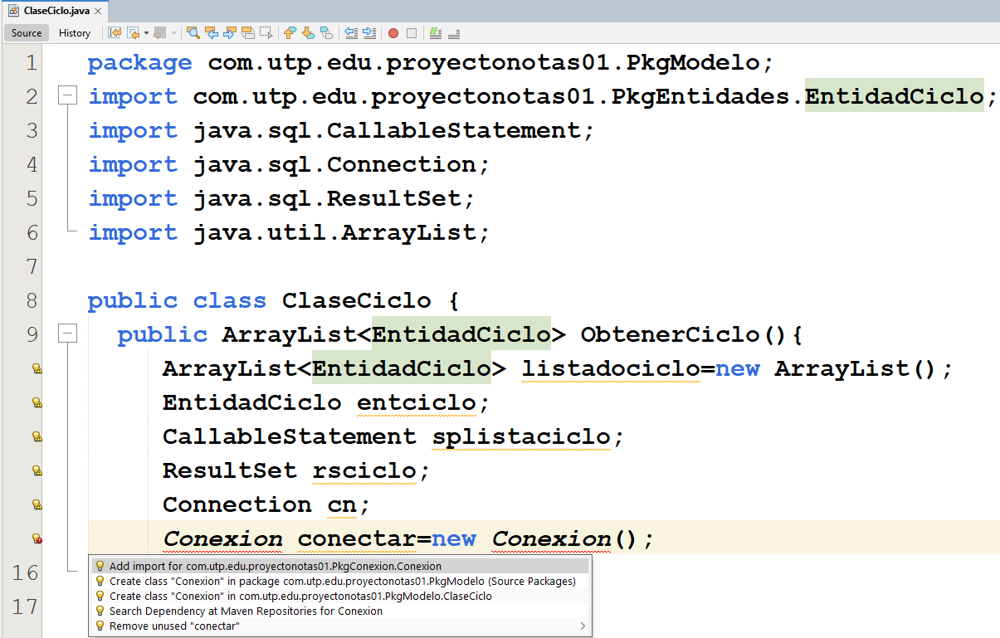 ClaseCiclo.java
Source History
1 package com.utp.edu.proyectonotas01.PkgModelo;
2 import com.utp.edu.proyectonotas01.PkgEntidades.EntidadCiclo;
3 import java.sql.CallableStatement;
4 import java.sql.Connection;
5 import java.sql.ResultSet;
6 import java.util.ArrayList;
7
8 public class ClaseCiclo {
9 public ArrayList<EntidadCiclo> ObtenerCiclo(){
ArrayList<EntidadCiclo> listadociclo=new ArrayList();
EntidadCiclo entciclo;
CallableStatement splistaciclo;
ResultSet rsciclo;
Connection cn;
Conexion conectar=new Conexion();
16
17
Add import for com.utp.edu.proyectonotas01.PkgConexion.Conexion
Create class "Conexion" in package com.utp.edu.proyectonotas01.PkgModelo (Source Packages)
Create class "Conexion" in com.utp.edu.proyectonotas01.PkgModelo.ClaseCiclo
Search Dependency at Maven Repositories for Conexion
Remove unused "conectar"